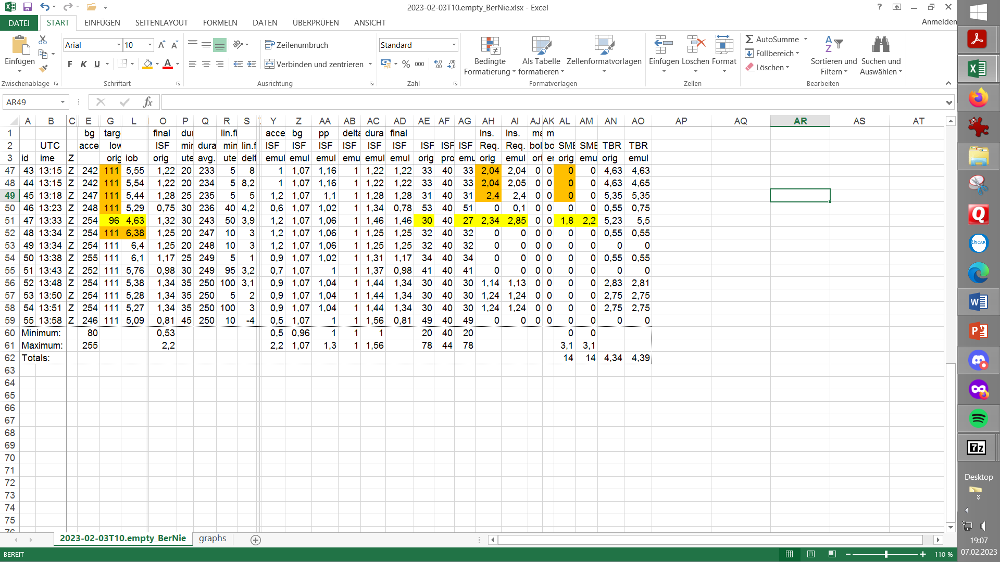 2023-02-03T10.empty_BerNie.xlsx - Excel
DATEI START EINFÜGEN SEITENLAYOUT FORMELN DATEN ÜBERPRÜFEN ANSICHT Anmelden
Einfügen Arial 10 Zeilenumbruch Standard AutoSumme
F K U A Verbinden und zentrieren % 000 Bedingte Formatierung Als Tabelle formatieren Zellenformatvorlagen Einfügen Löschen Format Füllbereich Löschen Sortieren und Filtern Suchen und Auswählen
Zwischenablage Schriftart Ausrichtung Zahl Formatvorlagen Zellen Bearbeiten
AR49 fx
A B C E G L O P Q R S Y Z AA AB AC AD AE AF AG AH AI AJ AK AL AM AN AO AP AQ AR AS AT
1 bg targ final dur lin.fi acce bg pp delta dura final Ins. Ins. ma m
2 UTC acce low ISF min dura min lin.f ISF ISF ISF ISF ISF ISF ISF ISF ISF Req. Req. bol bo SME SME TBR TBR
3 id ime Z orig iob orig ute avg. ute delt emul emul emul emu emul emul orig pro emu orig emul ori en orig emu orig emul
47 43 13:15 Z 242 111 5,55 1,22 20 233 5 8 1 1,07 1,16 1 1,22 1,22 33 40 33 2,04 2,04 0 0 0 0 4,63 4,63
48 44 13:15 Z 242 111 5,54 1,22 20 234 5 8,2 1 1,07 1,16 1 1,22 1,22 33 40 33 2,04 2,05 0 0 0 0 4,63 4,65
49 45 13:18 Z 247 111 5,44 1,28 25 235 5 5 1,2 1,07 1,1 1 1,28 1,28 31 40 31 2,4 2,4 0 0 0 0 5,35 5,35
50 46 13:23 Z 248 111 5,29 0,75 30 236 40 4,2 0,6 1,07 1,02 1 1,34 0,78 53 40 51 0 0,1 0 0 0 0 0,55 0,75
51 47 13:33 Z 254 96 4,63 1,32 30 243 50 3,9 1,2 1,07 1,06 1 1,46 1,46 30 40 27 2,34 2,85 0 0 1,8 2,2 5,23 5,5
52 48 13:34 Z 254 111 6,38 1,25 20 247 10 3 1,2 1,07 1,06 1 1,25 1,25 32 40 32 0 0 0 0 0 0 0,55 0,55
53 49 13:34 Z 254 111 6,4 1,25 20 248 10 3 1,2 1,07 1,06 1 1,25 1,25 32 40 32 0 0 0 0 0 0 0 0
54 50 13:38 Z 255 111 6,1 1,17 25 249 5 1 0,9 1,07 1,02 1 1,31 1,17 34 40 34 0 0 0 0 0 0 0,55 0,55
55 51 13:43 Z 252 111 5,76 0,98 30 249 95 3,2 0,7 1,07 1 1 1,37 0,98 41 40 41 0 0 0 0 0 0 0 0
56 52 13:48 Z 254 111 5,38 1,34 35 250 100 3,1 0,9 1,07 1,04 1 1,44 1,34 30 40 30 1,14 1,13 0 0 0 0 2,83 2,81
57 53 13:50 Z 254 111 5,28 1,34 35 250 5 2 0,9 1,07 1,04 1 1,44 1,34 30 40 30 1,24 1,24 0 0 0 0 2,75 2,75
58 54 13:51 Z 254 111 5,27 1,34 35 250 100 3 0,9 1,07 1,04 1 1,44 1,34 30 40 30 1,24 1,24 0 0 0 0 2,75 2,75
59 55 13:58 Z 246 111 5,09 0,81 45 250 10 -4 0,5 1,07 1 1 1,56 0,81 49 40 49 0 0 0 0 0 0 0 0
60 Minimum: 80 0,53 0,5 0,96 1 1 1 20 40 20 0 0
61 Maximum: 255 2,2 2,2 1,07 1,3 1 1,56 78 44 78 3,1 3,1
62 Totals: 14 14 4,34 4,39
63
64
65
66
67
68
69
70
71
72
73
74
75
76
2023-02-03T10.empty_BerNie graphs
BEREIT 110 %
USCAR
7z
Desktop
19:07
07.02.2023